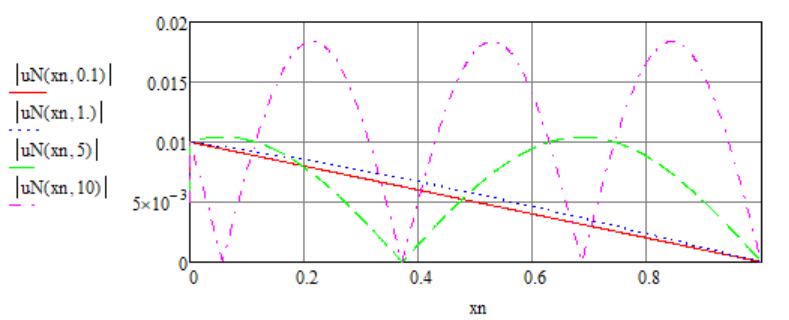 0.02
|uN(xn, 0.1)|
0.015
|uN(xn, 1.)|
0.01
|uN(xn, 5)|
|uN(xn, 10)|
5×10⁻³
0
0 0.2 0.4 0.6 0.8
xn